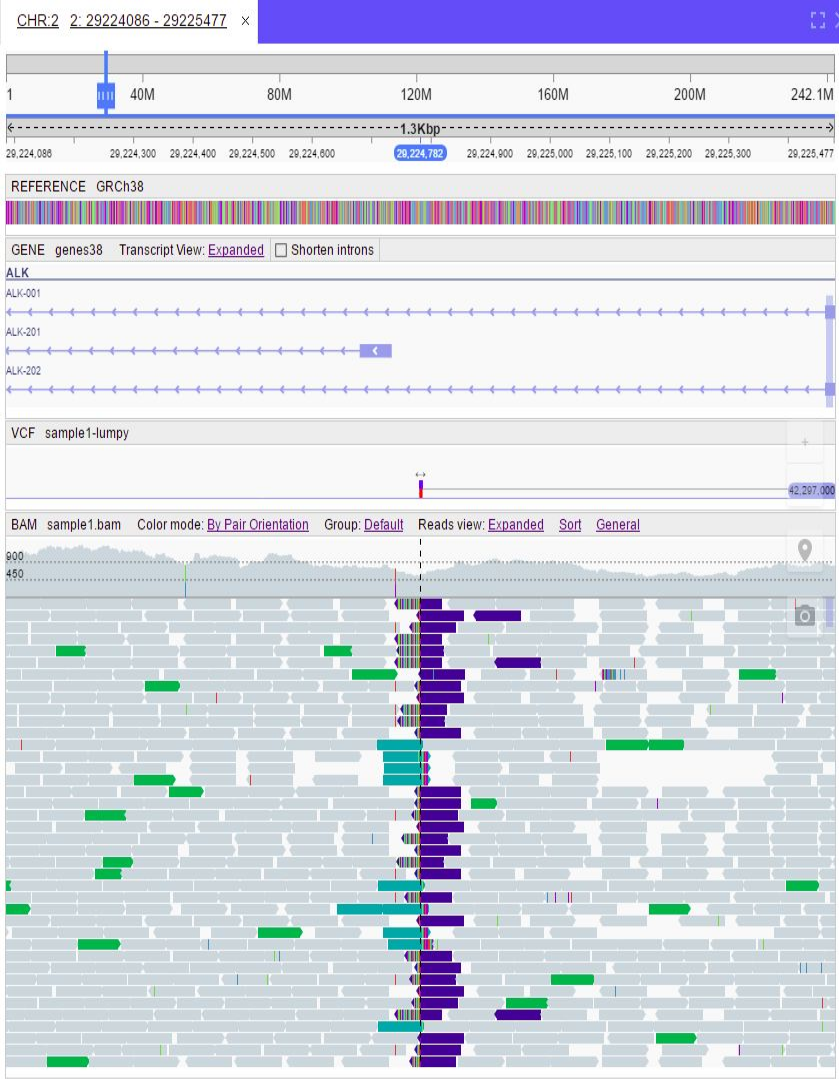 CHR:2 2: 29224086 - 29225477 ×
1 40M 80M 120M 160M 200M 242.1M
1.3Kbp
29,224,086 29,224,300 29,224,400 29,224,500 29,224,600 29,224,782 29,224,900 29,225,000 29,225,100 29,225,200 29,225,300 29,225,477
REFERENCE GRCh38
GENE genes38 Transcript View: Expanded Shorten introns
ALK
ALK-001
ALK-201
ALK-202
VCF sample1-lumpy
+
42,297,000
BAM sample1.bam Color mode: By Pair Orientation Group: Default Reads view: Expanded Sort General
900
450